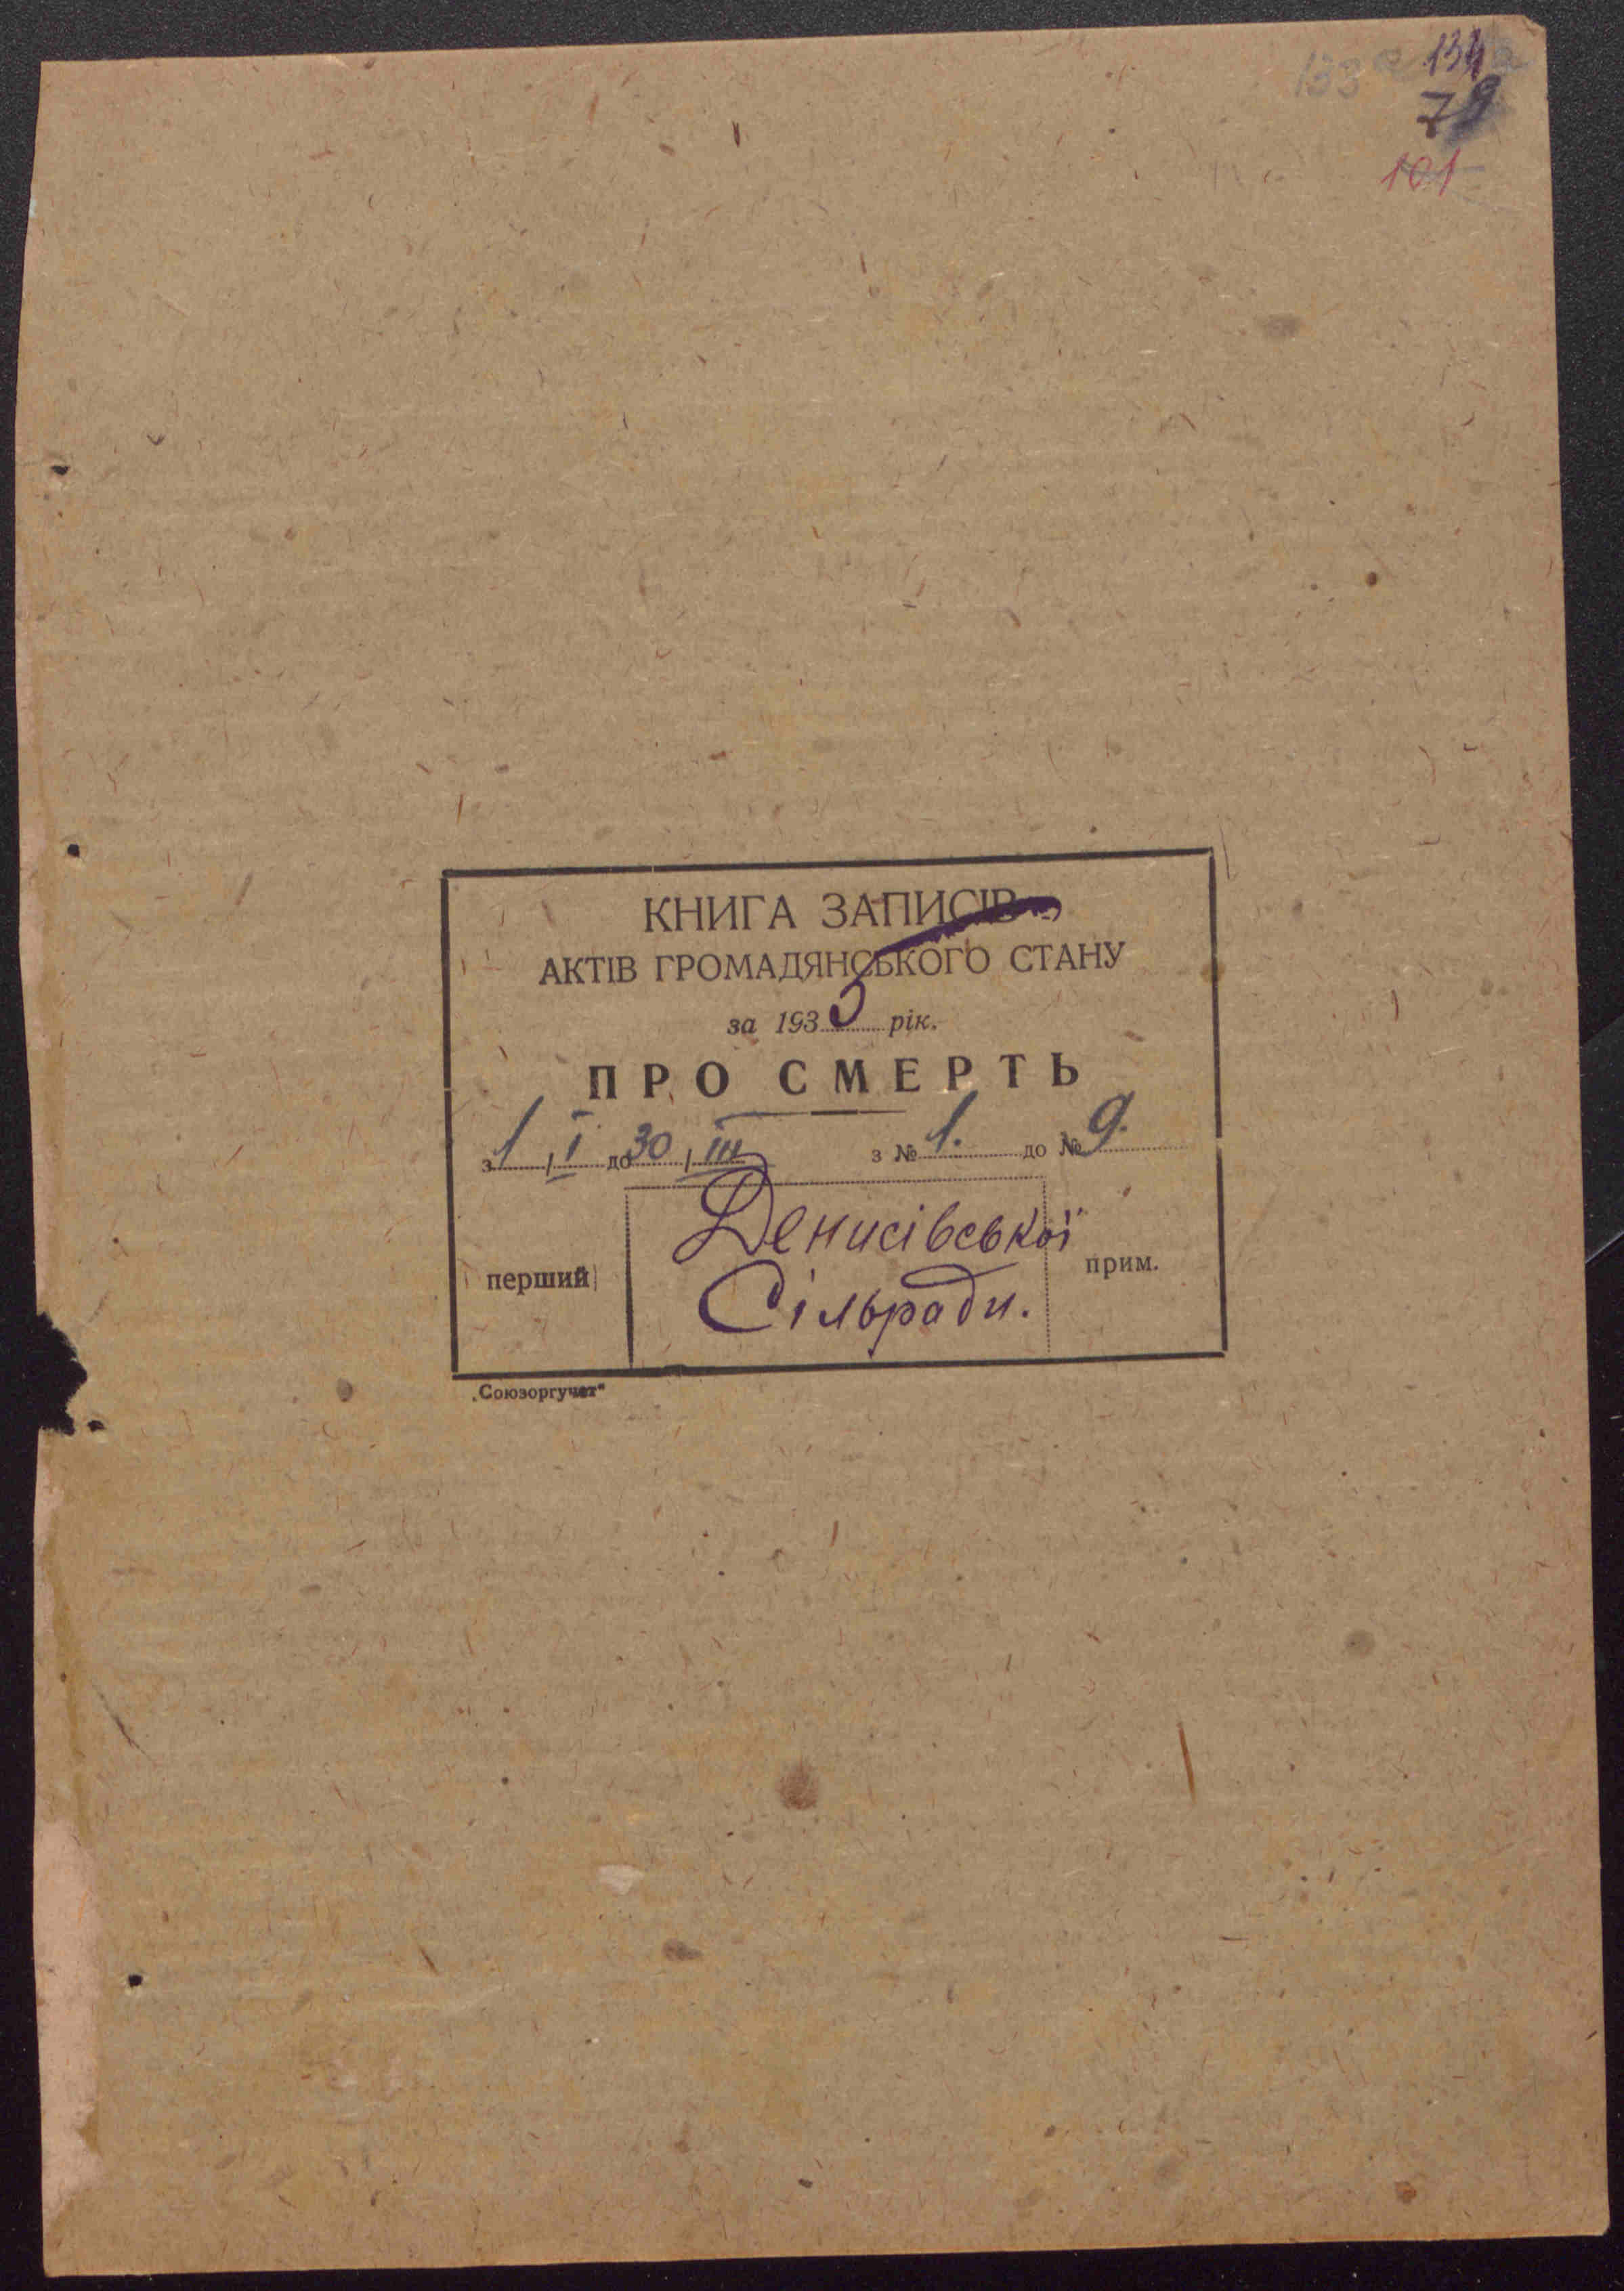 134
79
101
КНИГА ЗАПИСІВ
АКТІВ ГРОМАДЯНСЬКОГО СТАНУ
за 1935 рік.
ПРО СМЕРТЬ
з 1 / I до 30 / III з № 1. до № 9.
Денисівської
перший прим.
Сільради.
„Союзоргучет"